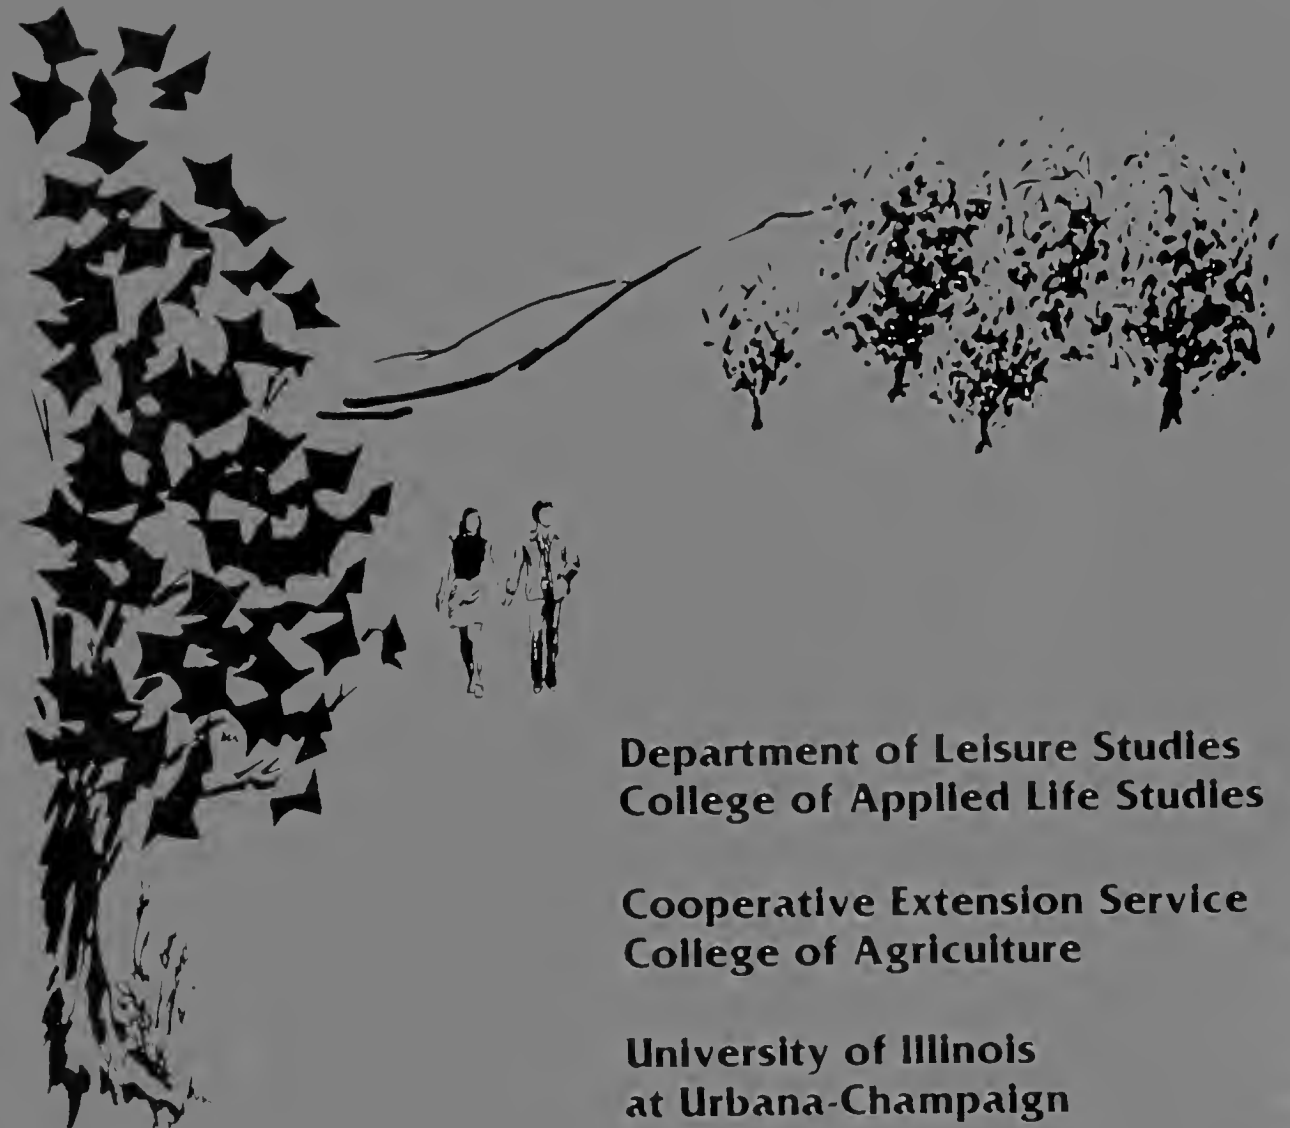 Department of Leisure Studies
College of Applied Life Studies
Cooperative Extension Service
College of Agriculture
University of Illinois
at Urbana-Champaign